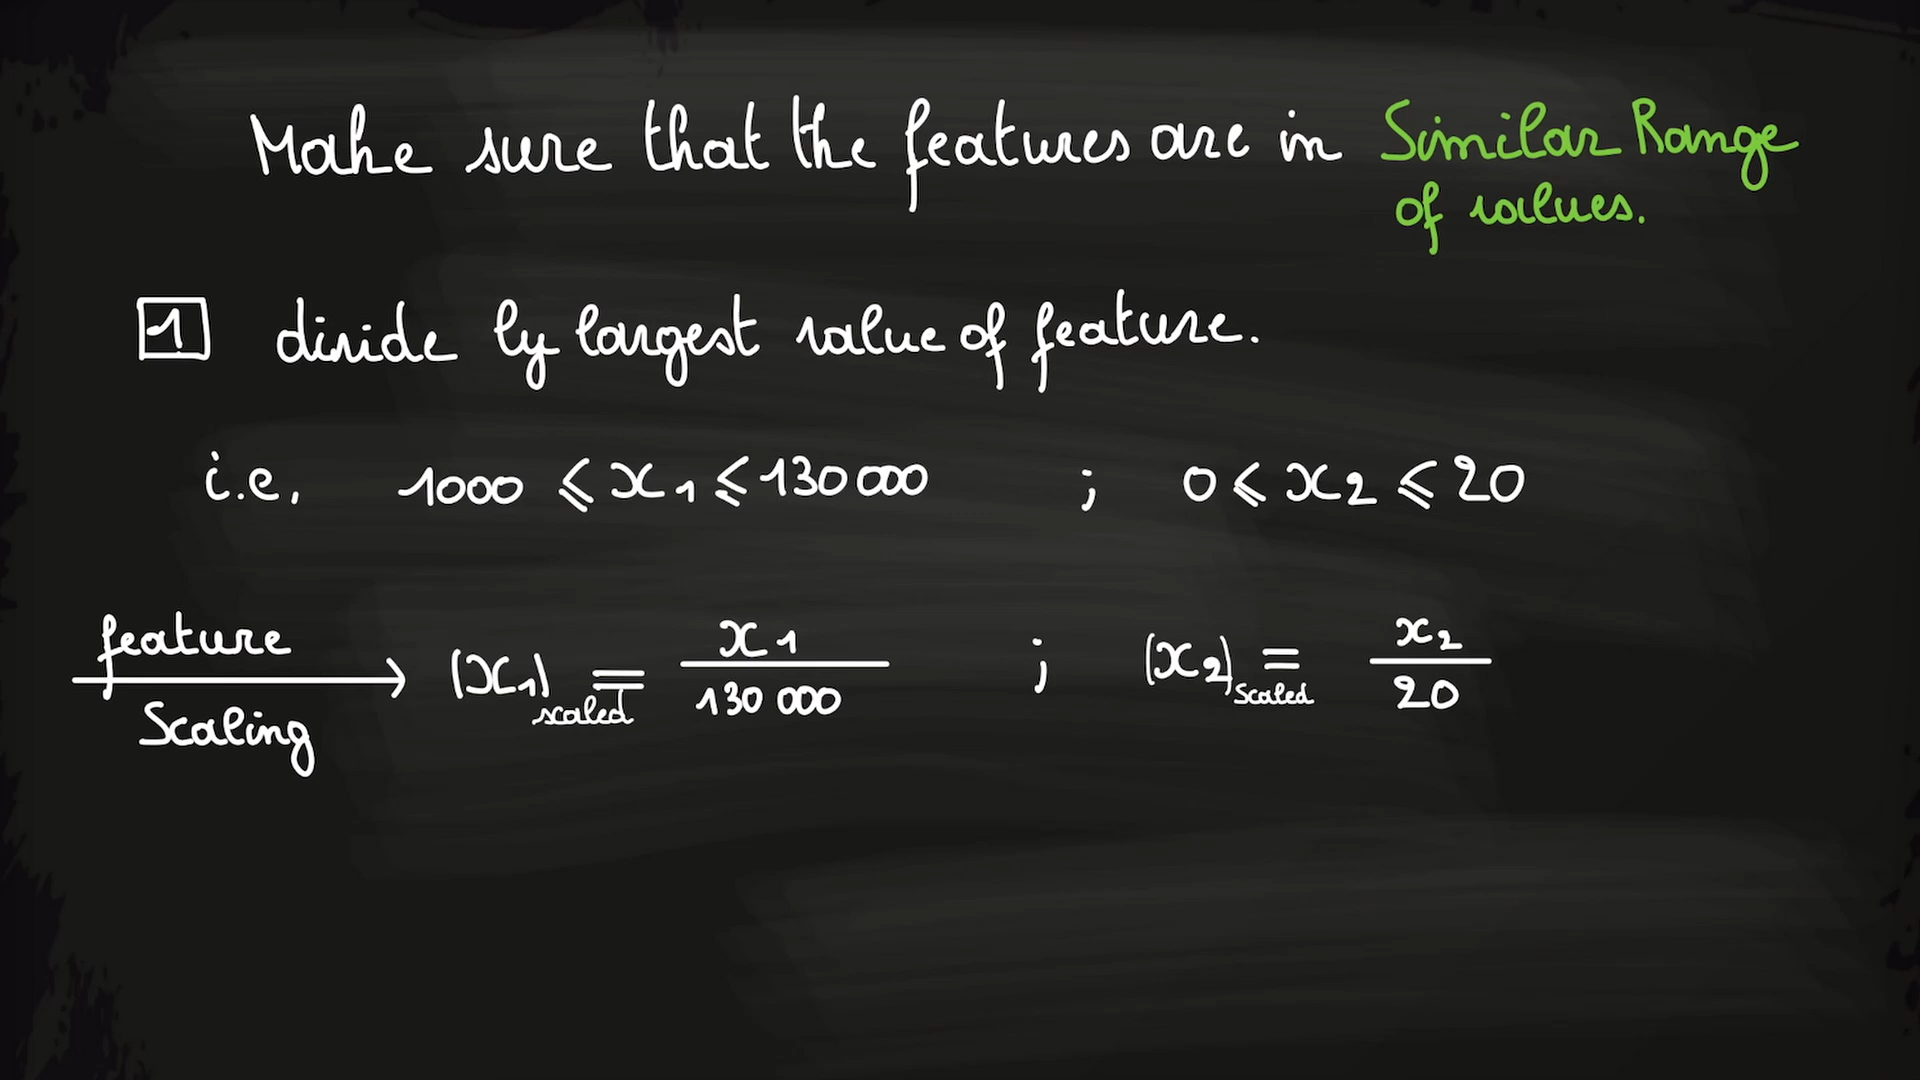 Make sure that the features are in Similar Range
of values.
1 divide by largest value of feature.
i.e. 1000 ⩽ x₁ ⩽ 130 000 ; 0 ⩽ x₂ ⩽ 20
feature
Scaling → (x₁)scaled = x₁ / 130 000 ; (x₂)Scaled = x₂ / 20